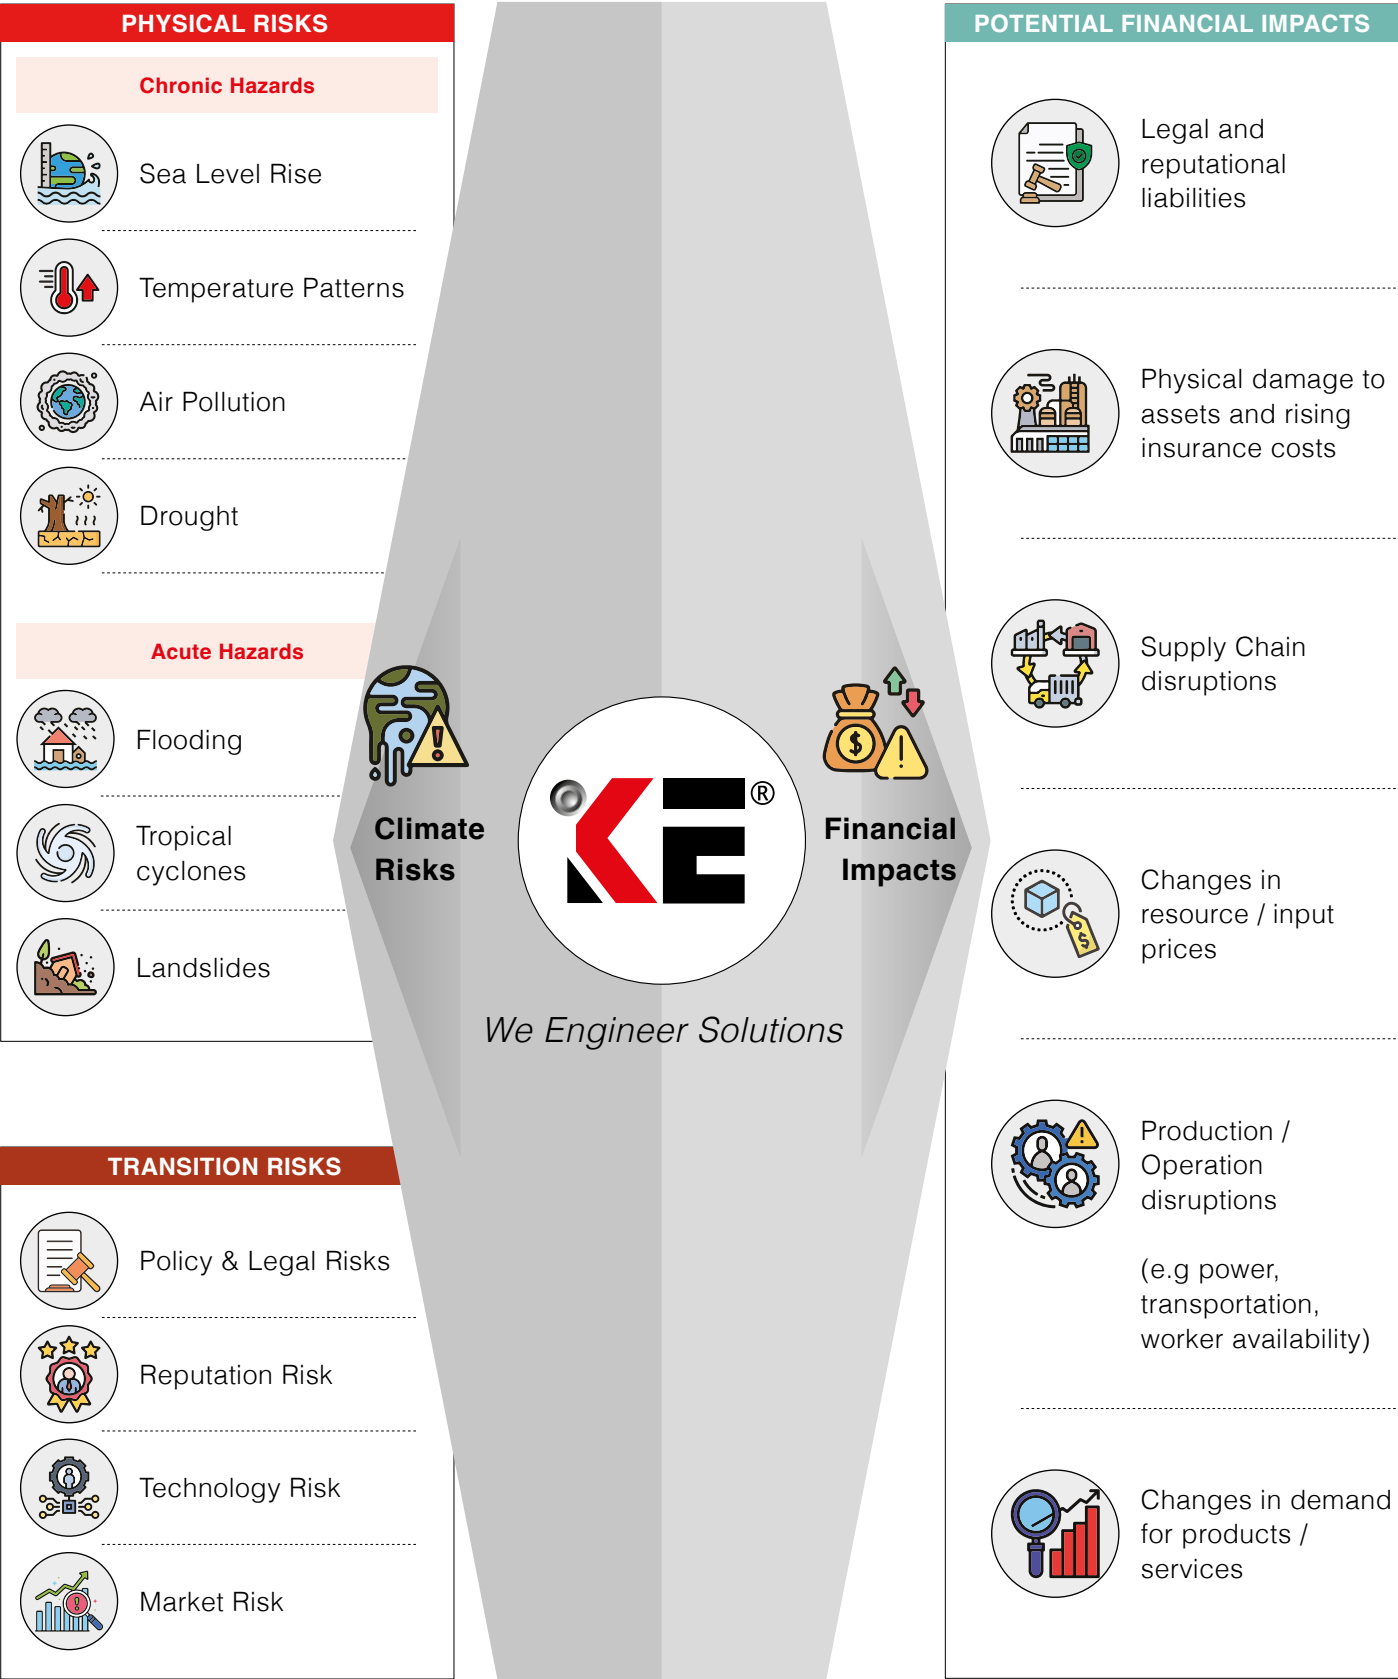 PHYSICAL RISKS
Chronic Hazards
Sea Level Rise
Temperature Patterns
Air Pollution
Drought
Acute Hazards
Flooding
Tropical
cyclones
Landslides
TRANSITION RISKS
Policy & Legal Risks
Reputation Risk
Technology Risk
Market Risk
Climate
Risks
KE®
We Engineer Solutions
Financial
Impacts
POTENTIAL FINANCIAL IMPACTS
Legal and
reputational
liabilities
Physical damage to
assets and rising
insurance costs
Supply Chain
disruptions
Changes in
resource / input
prices
Production /
Operation
disruptions
(e.g power,
transportation,
worker availability)
Changes in demand
for products /
services